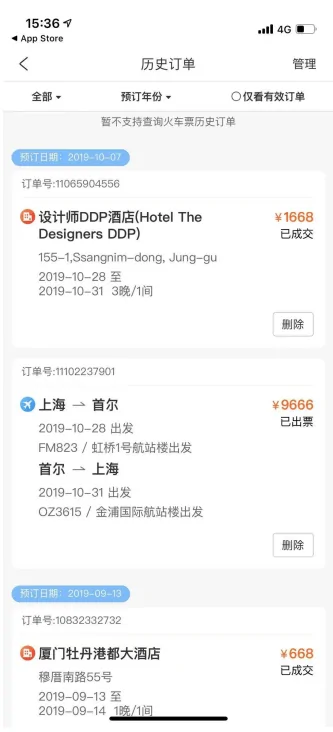 15:36
4G
App Store
历史订单
管理
全部
预订年份
仅看有效订单
暂不支持查询火车票历史订单
预订日期：2019-10-07
订单号:11065904556
设计师DDP酒店(Hotel The
Designers DDP)
¥1668
已成交
155-1,Ssangnim-dong, Jung-gu
2019-10-28 至
2019-10-31 3晚/1间
删除
订单号:11102237901
上海 → 首尔
¥9666
已出票
2019-10-28 出发
FM823 / 虹桥1号航站楼出发
首尔 → 上海
2019-10-31 出发
OZ3615 / 金浦国际航站楼出发
删除
预订日期：2019-09-13
订单号:10832332732
厦门牡丹港都大酒店
¥668
已成交
穆厝南路55号
2019-09-13 至
2019-09-14 1晚/1间